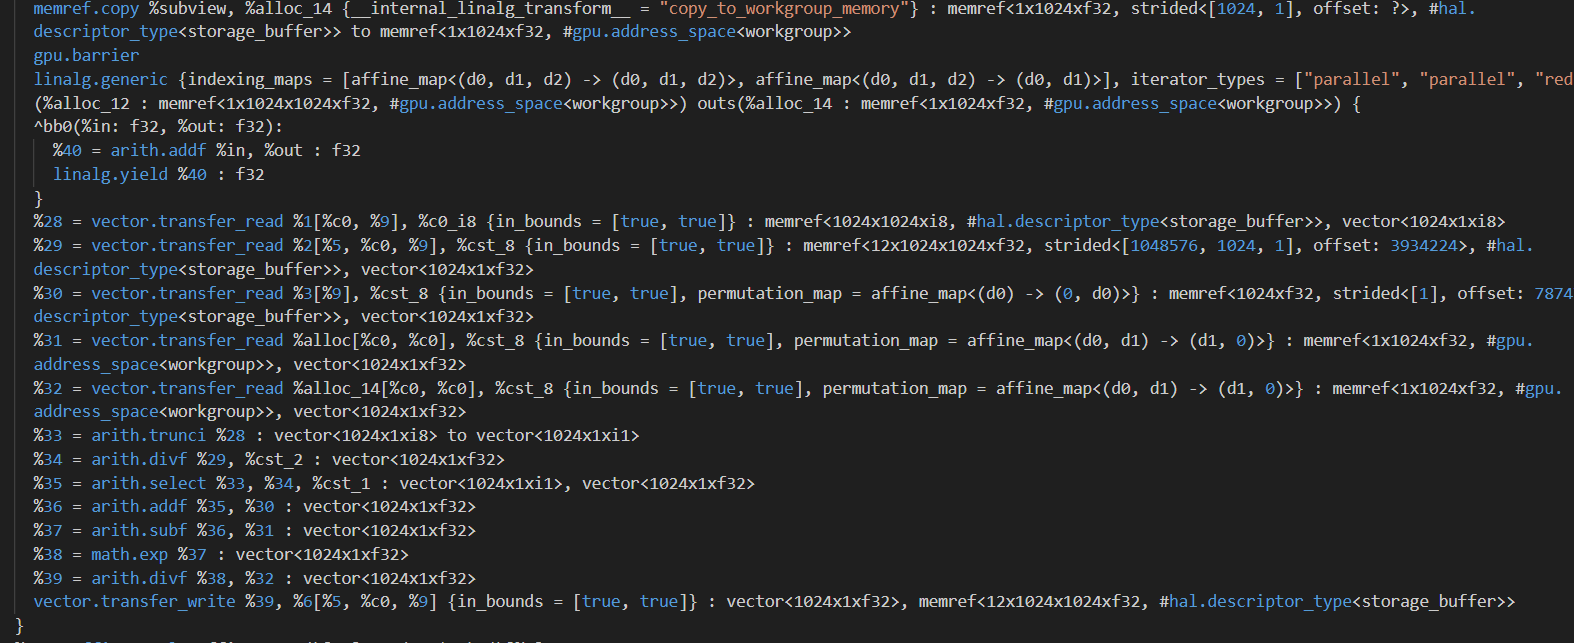 memref.copy %subview, %alloc_14 {__internal_linalg_transform__ = "copy_to_workgroup_memory"} : memref<1x1024xf32, strided<[1024, 1], offset: ?>, #hal.
descriptor_type<storage_buffer>> to memref<1x1024xf32, #gpu.address_space<workgroup>>
gpu.barrier
linalg.generic {indexing_maps = [affine_map<(d0, d1, d2) -> (d0, d1, d2)>, affine_map<(d0, d1, d2) -> (d0, d1)>], iterator_types = ["parallel", "parallel", "red
(%alloc_12 : memref<1x1024x1024xf32, #gpu.address_space<workgroup>>) outs(%alloc_14 : memref<1x1024xf32, #gpu.address_space<workgroup>>) {
^bb0(%in: f32, %out: f32):
%40 = arith.addf %in, %out : f32
linalg.yield %40 : f32
}
%28 = vector.transfer_read %1[%c0, %9], %c0_i8 {in_bounds = [true, true]} : memref<1024x1024xi8, #hal.descriptor_type<storage_buffer>>, vector<1024x1xi8>
%29 = vector.transfer_read %2[%5, %c0, %9], %cst_8 {in_bounds = [true, true]} : memref<12x1024x1024xf32, strided<[1048576, 1024, 1], offset: 3934224>, #hal.
descriptor_type<storage_buffer>>, vector<1024x1xf32>
%30 = vector.transfer_read %3[%9], %cst_8 {in_bounds = [true, true], permutation_map = affine_map<(d0) -> (0, d0)>} : memref<1024xf32, strided<[1], offset: 7874
descriptor_type<storage_buffer>>, vector<1024x1xf32>
%31 = vector.transfer_read %alloc[%c0, %c0], %cst_8 {in_bounds = [true, true], permutation_map = affine_map<(d0, d1) -> (d1, 0)>} : memref<1x1024xf32, #gpu.
address_space<workgroup>>, vector<1024x1xf32>
%32 = vector.transfer_read %alloc_14[%c0, %c0], %cst_8 {in_bounds = [true, true], permutation_map = affine_map<(d0, d1) -> (d1, 0)>} : memref<1x1024xf32, #gpu.
address_space<workgroup>>, vector<1024x1xf32>
%33 = arith.trunci %28 : vector<1024x1xi8> to vector<1024x1xi1>
%34 = arith.divf %29, %cst_2 : vector<1024x1xf32>
%35 = arith.select %33, %34, %cst_1 : vector<1024x1xi1>, vector<1024x1xf32>
%36 = arith.addf %35, %30 : vector<1024x1xf32>
%37 = arith.subf %36, %31 : vector<1024x1xf32>
%38 = math.exp %37 : vector<1024x1xf32>
%39 = arith.divf %38, %32 : vector<1024x1xf32>
vector.transfer_write %39, %6[%5, %c0, %9] {in_bounds = [true, true]} : vector<1024x1xf32>, memref<12x1024x1024xf32, #hal.descriptor_type<storage_buffer>>
}